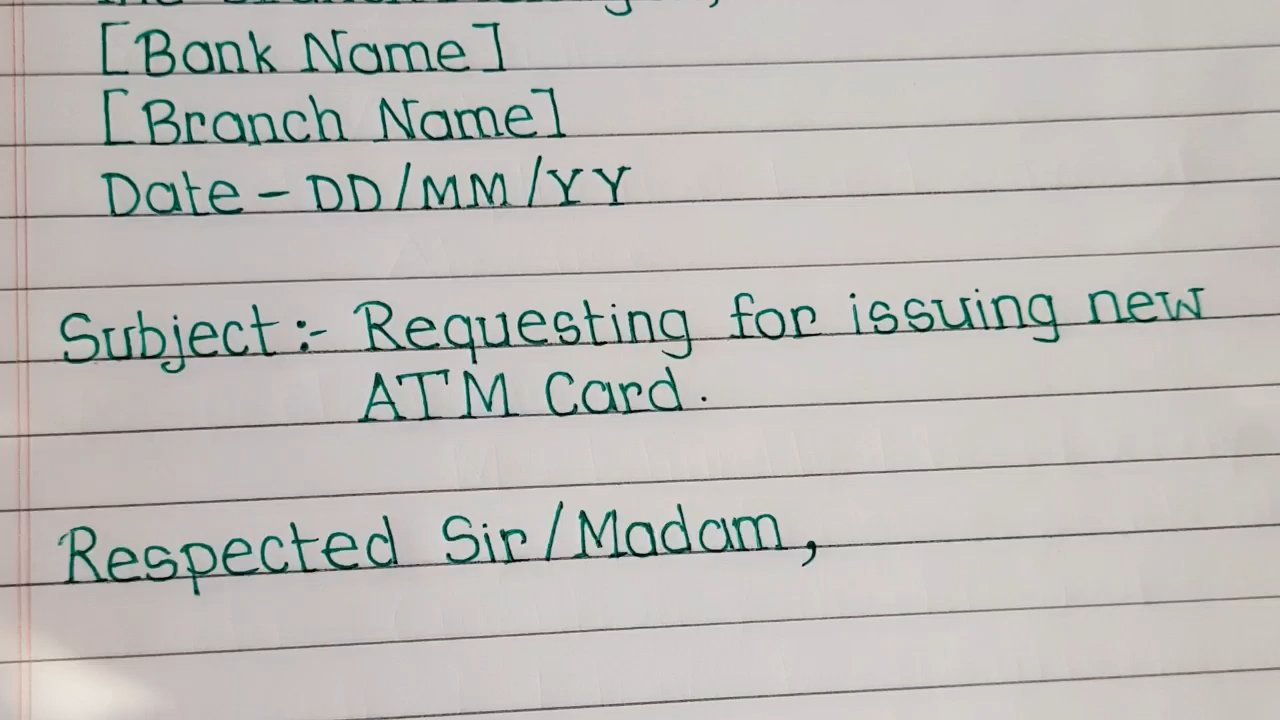 [Bank Name]
[Branch Name]
Date - DD/MM/YY
Subject :- Requesting for issuing new
ATM Card.
Respected Sir/Madam,